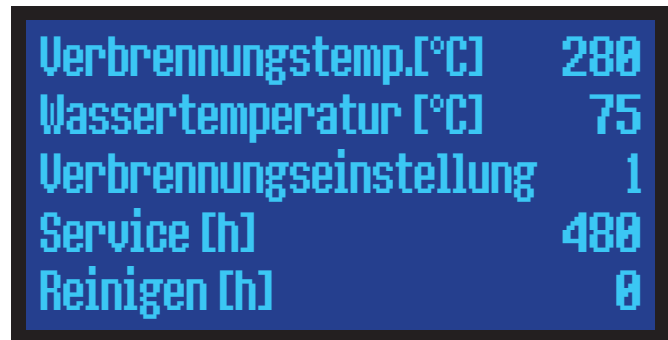 Verbrennungstemp.[°C] 280
Wassertemperatur [°C] 75
Verbrennungseinstellung 1
Service [h] 480
Reinigen [h] 0